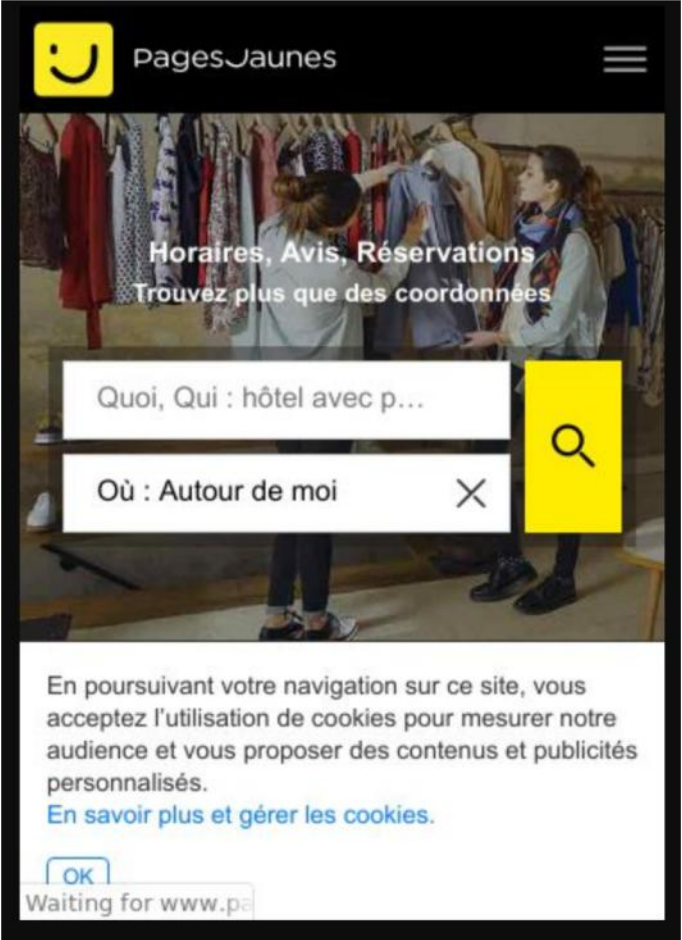 PagesJaunes
Horaires, Avis, Réservations
Trouvez plus que des coordonnées
Quoi, Qui : hôtel avec p...
Où : Autour de moi
En poursuivant votre navigation sur ce site, vous
acceptez l'utilisation de cookies pour mesurer notre
audience et vous proposer des contenus et publicités
personnalisés.
En savoir plus et gérer les cookies.
OK
Waiting for www.pa